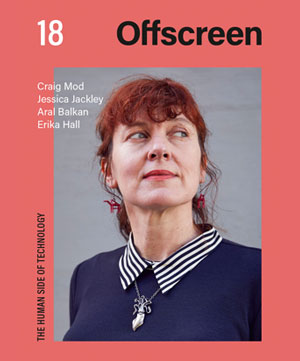 18
Offscreen
Craig Mod
Jessica Jackley
Aral Balkan
Erika Hall
THE HUMAN SIDE OF TECHNOLOGY